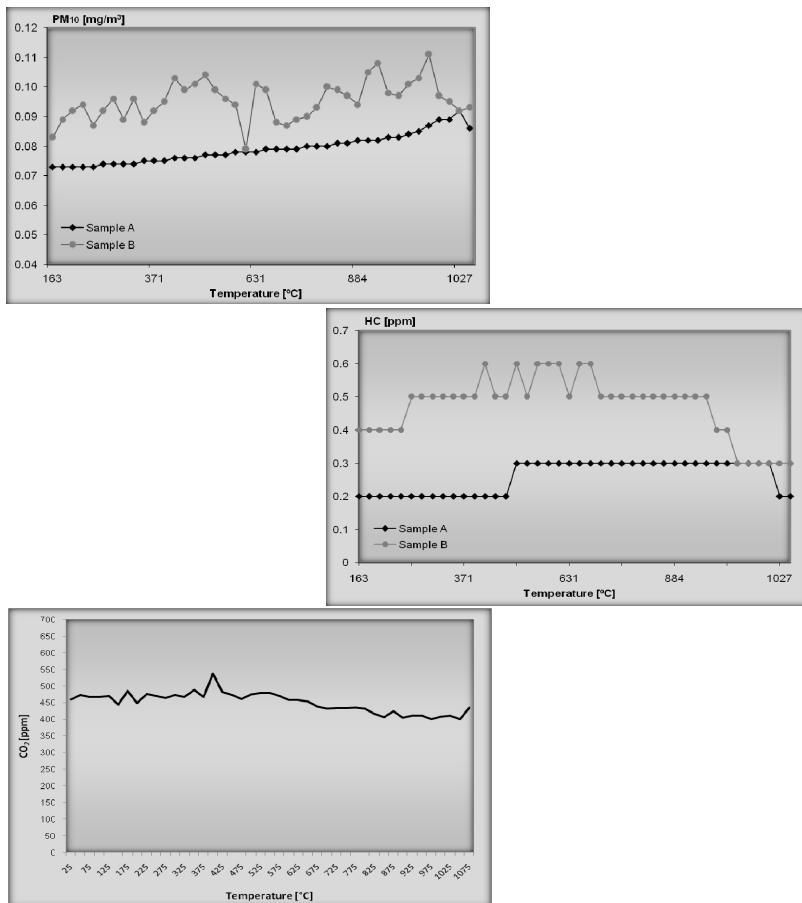 PM10 [mg/m³]
0.12
0.11
0.10
0.09
0.08
0.07
0.06
0.05
0.04
Sample A
Sample B
163 371 631 884 1027
Temperature [ºC]
HC [ppm]
0.7
0.6
0.5
0.4
0.3
0.2
0.1
0
Sample A
Sample B
163 371 631 884 1027
Temperature [ºC]
700
650
600
550
500
450
400
350
300
250
200
150
100
50
0
CO2 [ppm]
25 75 125 175 225 275 325 375 425 475 525 575 625 675 725 775 825 875 925 975 1025 1075
Temperature [°C]